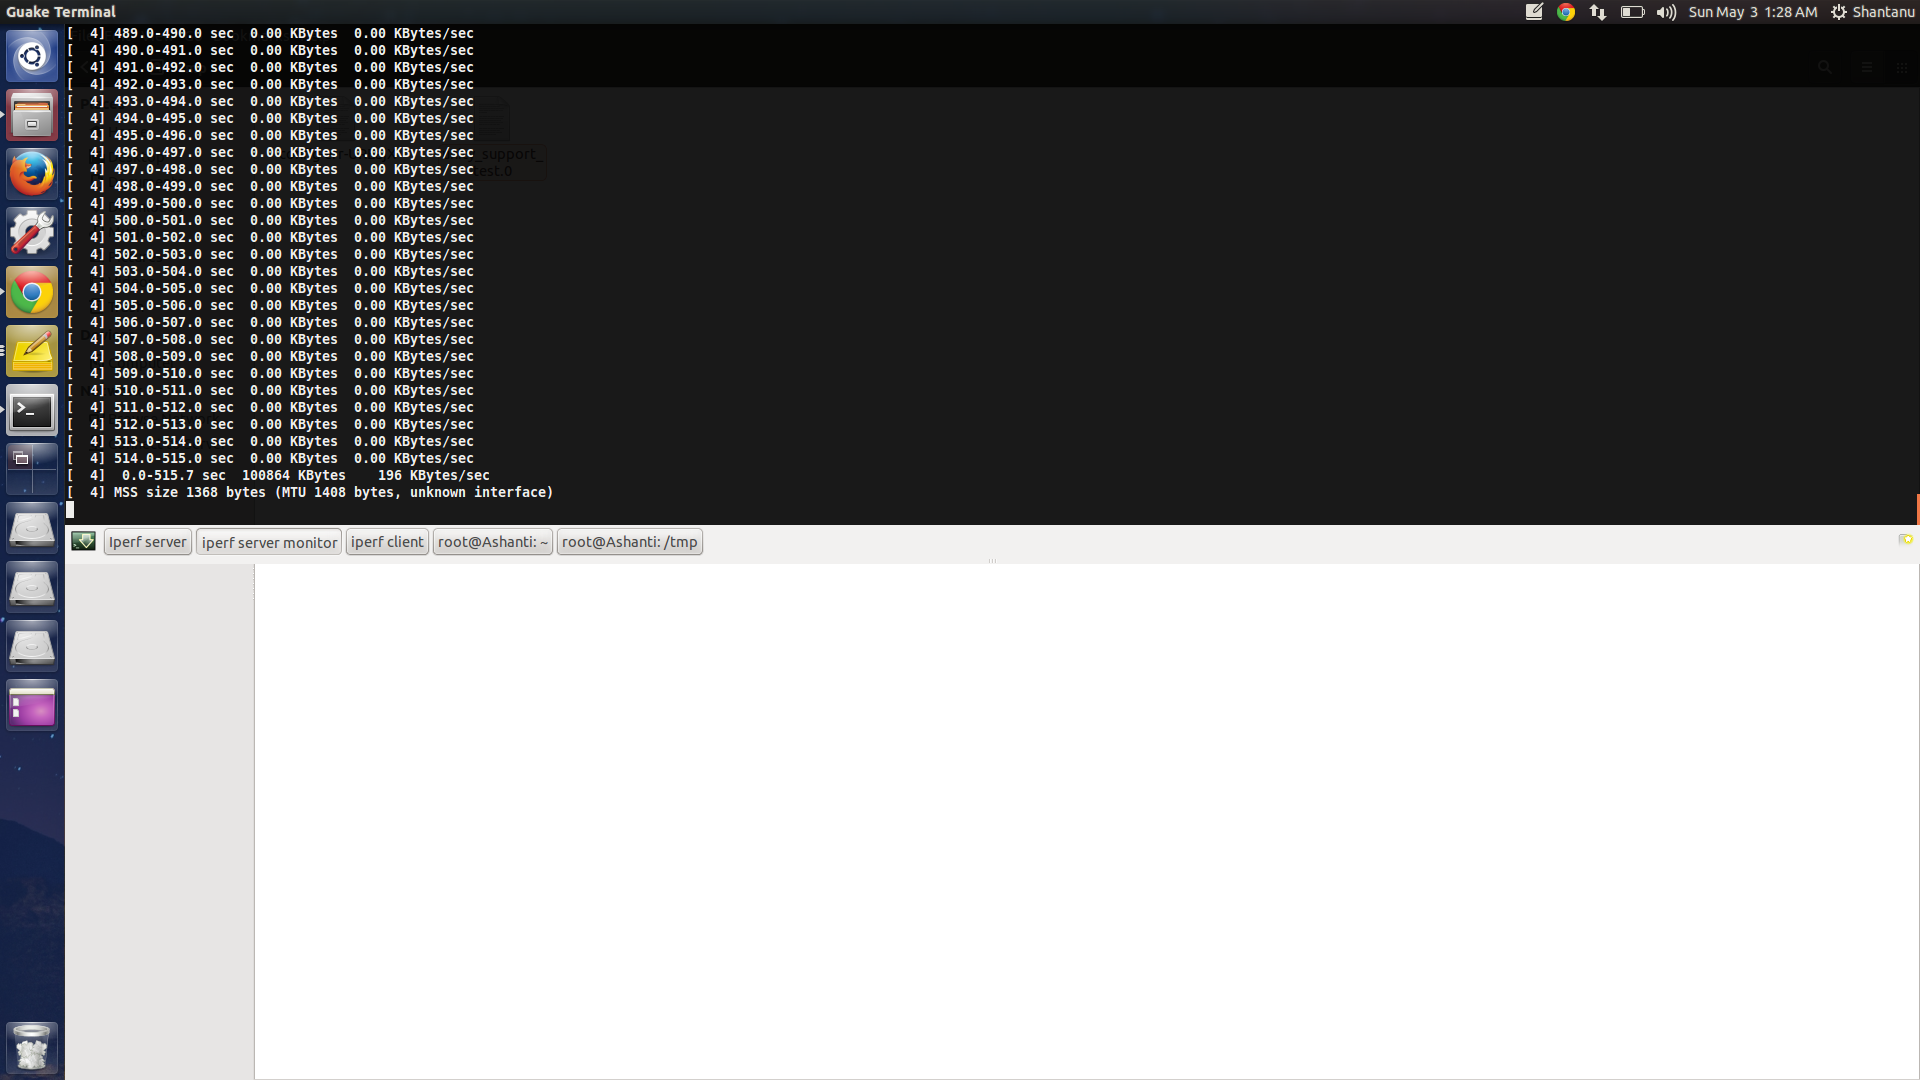 Guake Terminal
Sun May 3 1:28 AM Shantanu
[  4] 489.0-490.0 sec  0.00 KBytes  0.00 KBytes/sec
[  4] 490.0-491.0 sec  0.00 KBytes  0.00 KBytes/sec
[  4] 491.0-492.0 sec  0.00 KBytes  0.00 KBytes/sec
[  4] 492.0-493.0 sec  0.00 KBytes  0.00 KBytes/sec
[  4] 493.0-494.0 sec  0.00 KBytes  0.00 KBytes/sec
[  4] 494.0-495.0 sec  0.00 KBytes  0.00 KBytes/sec
[  4] 495.0-496.0 sec  0.00 KBytes  0.00 KBytes/sec
[  4] 496.0-497.0 sec  0.00 KBytes  0.00 KBytes/sec _support_
[  4] 497.0-498.0 sec  0.00 KBytes  0.00 KBytes/sec est.0
[  4] 498.0-499.0 sec  0.00 KBytes  0.00 KBytes/sec
[  4] 499.0-500.0 sec  0.00 KBytes  0.00 KBytes/sec
[  4] 500.0-501.0 sec  0.00 KBytes  0.00 KBytes/sec
[  4] 501.0-502.0 sec  0.00 KBytes  0.00 KBytes/sec
[  4] 502.0-503.0 sec  0.00 KBytes  0.00 KBytes/sec
[  4] 503.0-504.0 sec  0.00 KBytes  0.00 KBytes/sec
[  4] 504.0-505.0 sec  0.00 KBytes  0.00 KBytes/sec
[  4] 505.0-506.0 sec  0.00 KBytes  0.00 KBytes/sec
[  4] 506.0-507.0 sec  0.00 KBytes  0.00 KBytes/sec
[  4] 507.0-508.0 sec  0.00 KBytes  0.00 KBytes/sec
[  4] 508.0-509.0 sec  0.00 KBytes  0.00 KBytes/sec
[  4] 509.0-510.0 sec  0.00 KBytes  0.00 KBytes/sec
[  4] 510.0-511.0 sec  0.00 KBytes  0.00 KBytes/sec
[  4] 511.0-512.0 sec  0.00 KBytes  0.00 KBytes/sec
[  4] 512.0-513.0 sec  0.00 KBytes  0.00 KBytes/sec
[  4] 513.0-514.0 sec  0.00 KBytes  0.00 KBytes/sec
[  4] 514.0-515.0 sec  0.00 KBytes  0.00 KBytes/sec
[  4]  0.0-515.7 sec  100864 KBytes    196 KBytes/sec
[  4] MSS size 1368 bytes (MTU 1408 bytes, unknown interface)
Iperf server iperf server monitor iperf client root@Ashanti: ~ root@Ashanti: /tmp